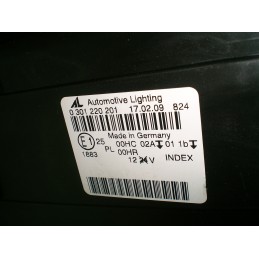 AL Automotive Lighting
0 301 220 201 17.02.09 824
Made in Germany
E1 25 00HC 02A 01 1b
1883 PL 00HR
12 V INDEX